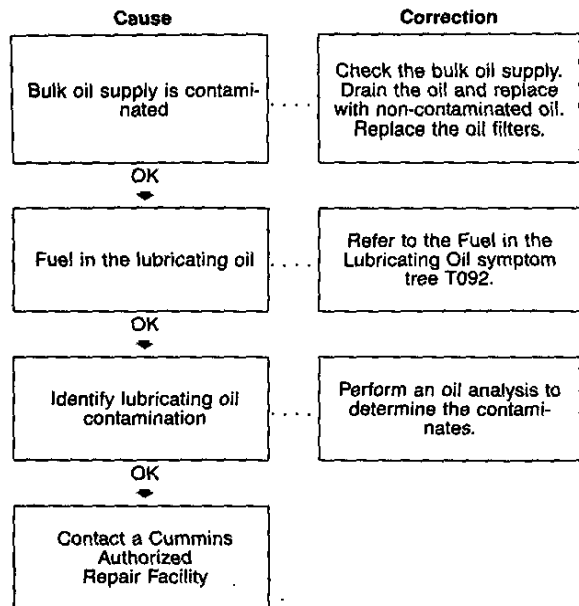 Cause
Correction
Bulk oil supply is contami-
nated
Check the bulk oil supply.
Drain the oil and replace
with non-contaminated oil.
Replace the oil filters.
OK
Fuel in the lubricating oil
Refer to the Fuel in the
Lubricating Oil symptom
tree T092.
OK
Identify lubricating oil
contamination
Perform an oil analysis to
determine the contami-
nates.
OK
Contact a Cummins
Authorized
Repair Facility